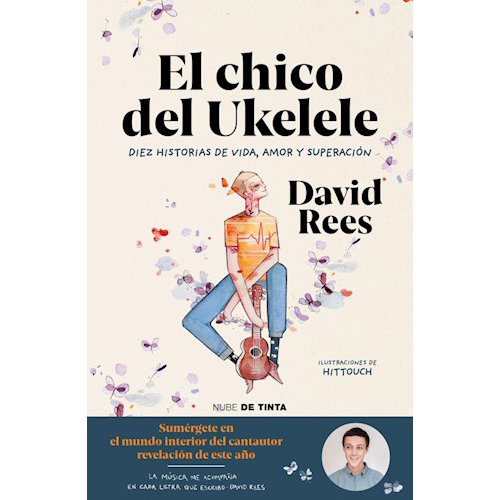 El chico
del Ukelele
DIEZ HISTORIAS DE VIDA, AMOR Y SUPERACIÓN
David
Rees
ILUSTRACIONES DE
HITTOUCH
NUBE DE TINTA
Sumérgete en
el mundo interior del cantautor
revelación de este año
LA MÚSICA ME ACOMPAÑA
EN CADA LETRA QUE ESCRIBO·DAVID REES